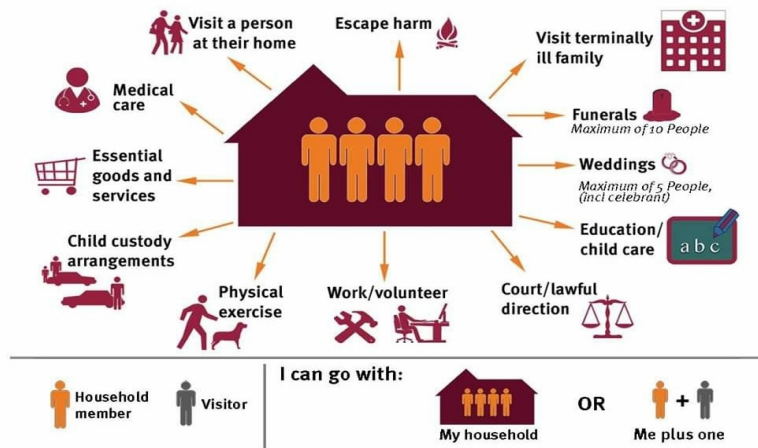 Visit a person
at their home
Escape harm
Visit terminally
ill family
Medical
care
Funerals
Maximum of 10 People
Essential
goods and
services
Weddings
Maximum of 5 People,
(incl celebrant)
Child custody
arrangements
Education/
child care
a b c
Physical
exercise
Work/volunteer
Court/lawful
direction
Household
member
Visitor
I can go with:
My household
OR
+
Me plus one